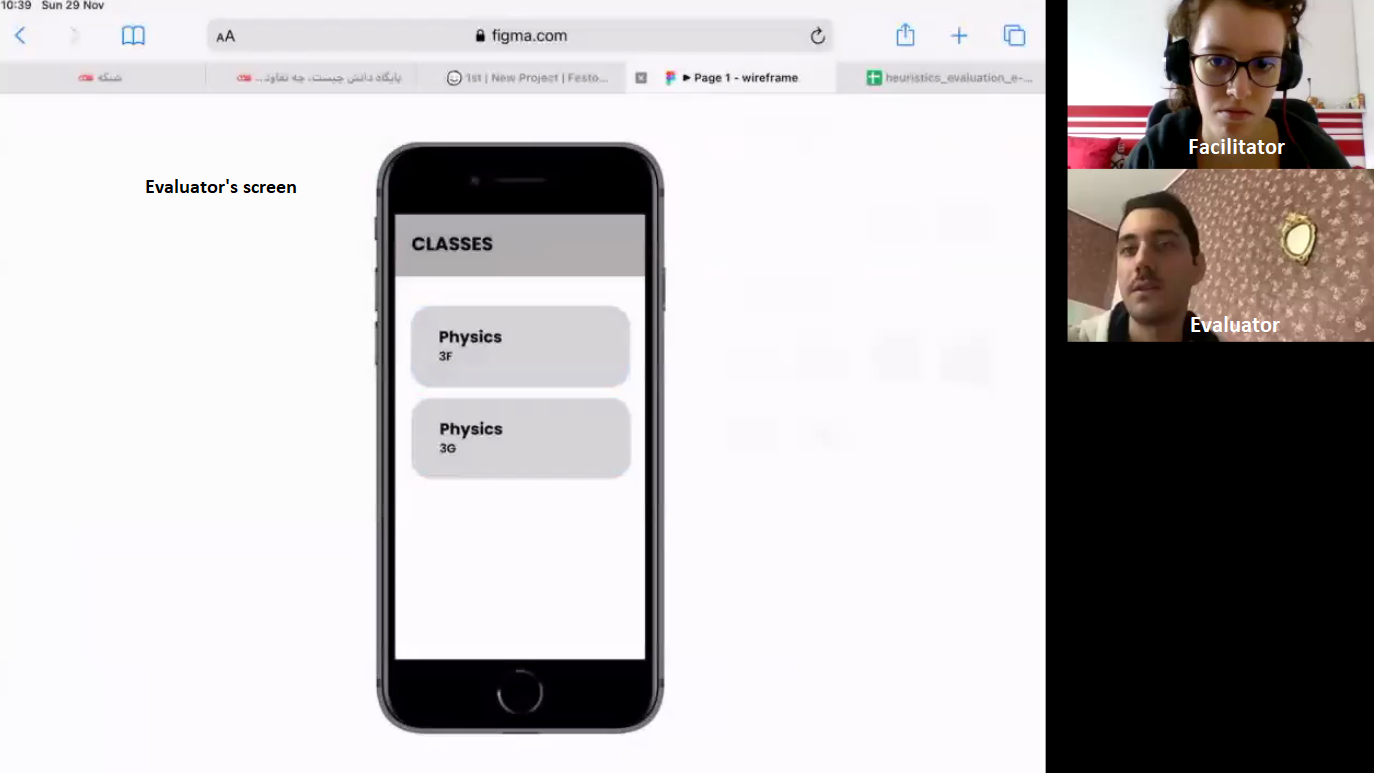 10:39 Sun 29 Nov
AA
figma.com
شبکه
پایگاه دانش چیست، چه تفاوت...
1st | New Project | Festo...
Page 1 - wireframe
heuristics_evaluation_e-...
Evaluator's screen
CLASSES
Physics
3F
Physics
3G
Facilitator
Evaluator